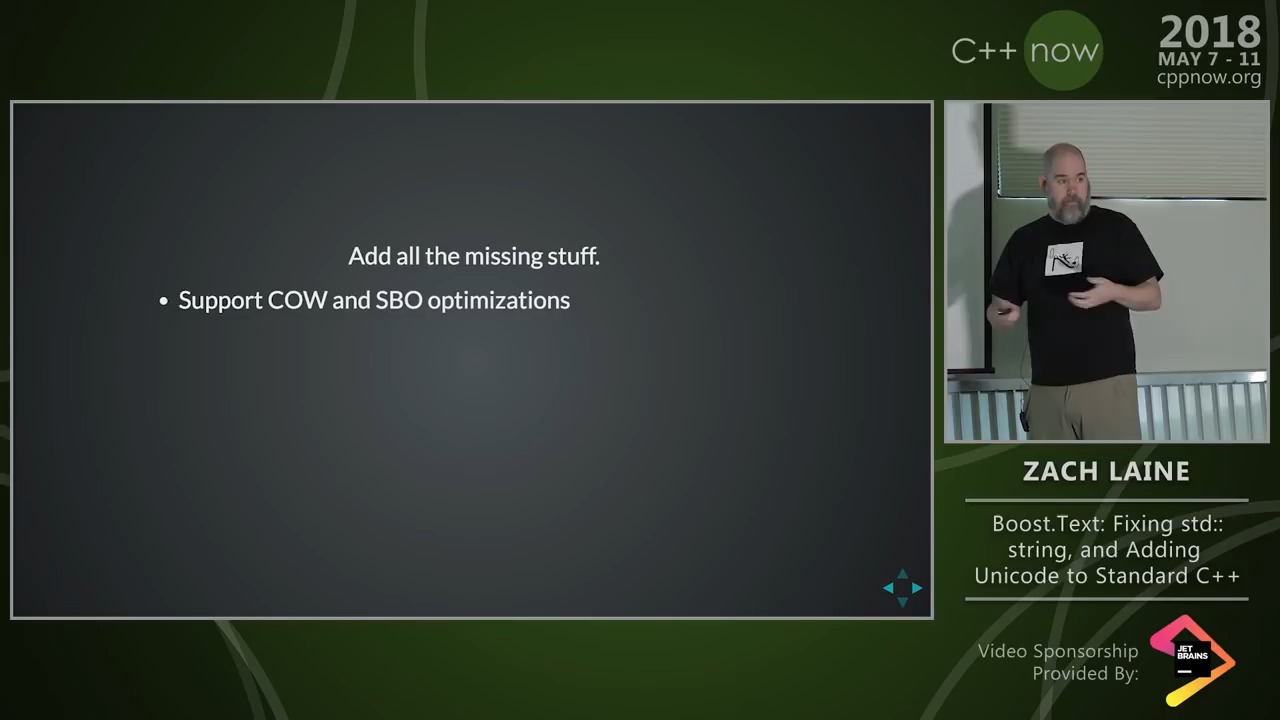 C++ now
2018
MAY 7 - 11
cppnow.org
Add all the missing stuff.
• Support COW and SBO optimizations
ZACH LAINE
Boost.Text: Fixing std::
string, and Adding
Unicode to Standard C++
Video Sponsorship
Provided By:
JET
BRAINS